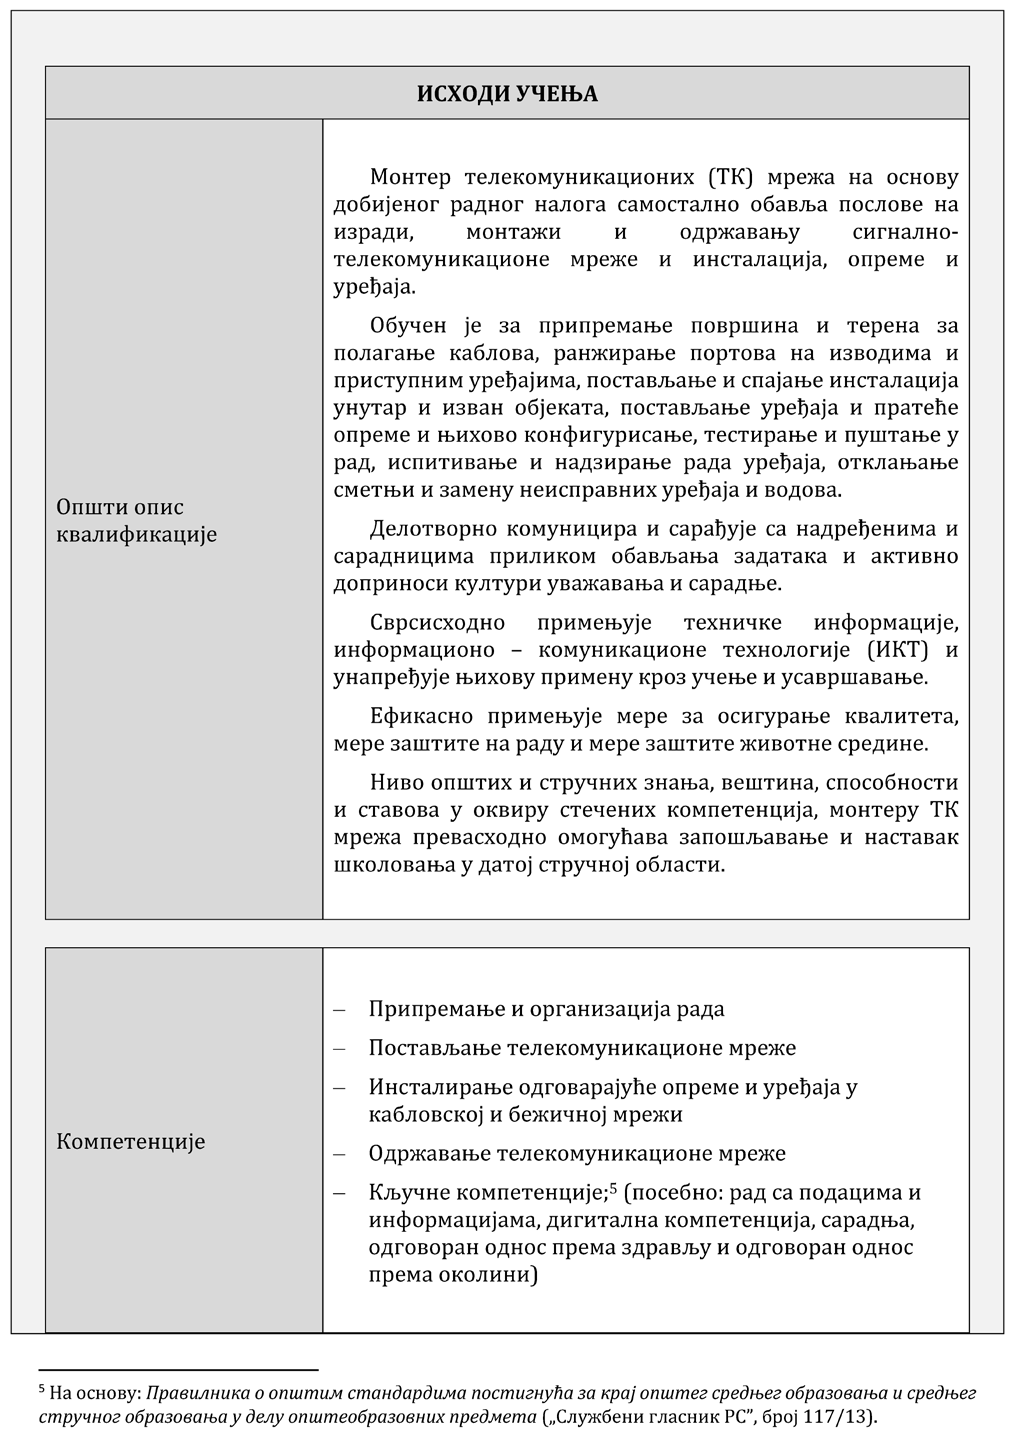 ИСХОДИ УЧЕЊА
Општи опис
квалификације
Монтер телекомуникационих (ТК) мрежа на основу
добијеног радног налога самостално обавља послове на
изради, монтажи и одржавању сигнално-
телекомуникационе мреже и инсталација, опреме и
уређаја.
Обучен је за припремање површина и терена за
полагање каблова, ранжирање портова на изводима и
приступним уређајима, постављање и спајање инсталација
унутар и изван објеката, постављање уређаја и пратеће
опреме и њихово конфигурисање, тестирање и пуштање у
рад, испитивање и надзирање рада уређаја, отклањање
сметњи и замену неисправних уређаја и водова.
Делотворно комуницира и сарађује са надређенима и
сарадницима приликом обављања задатака и активно
доприноси култури уважавања и сарадње.
Сврсисходно примењује техничке информације,
информационо – комуникационе технологије (ИКТ) и
унапређује њихову примену кроз учење и усавршавање.
Ефикасно примењује мере за осигурање квалитета,
мере заштите на раду и мере заштите животне средине.
Ниво општих и стручних знања, вештина, способности
и ставова у оквиру стечених компетенција, монтеру ТК
мрежа превасходно омогућава запошљавање и наставак
школовања у датој стручној области.
Компетенције
– Припремање и организација рада
– Постављање телекомуникационе мреже
– Инсталирање одговарајуће опреме и уређаја у
кабловској и бежичној мрежи
– Одржавање телекомуникационе мреже
– Кључне компетенције;⁵ (посебно: рад са подацима и
информацијама, дигитална компетенција, сарадња,
одговоран однос према здрављу и одговоран однос
према околини)
⁵ На основу: Правилника о општим стандардима постигнућа за крај општег средњег образовања и средњег
стручног образовања у делу општеобразовних предмета („Службени гласник РС”, број 117/13).